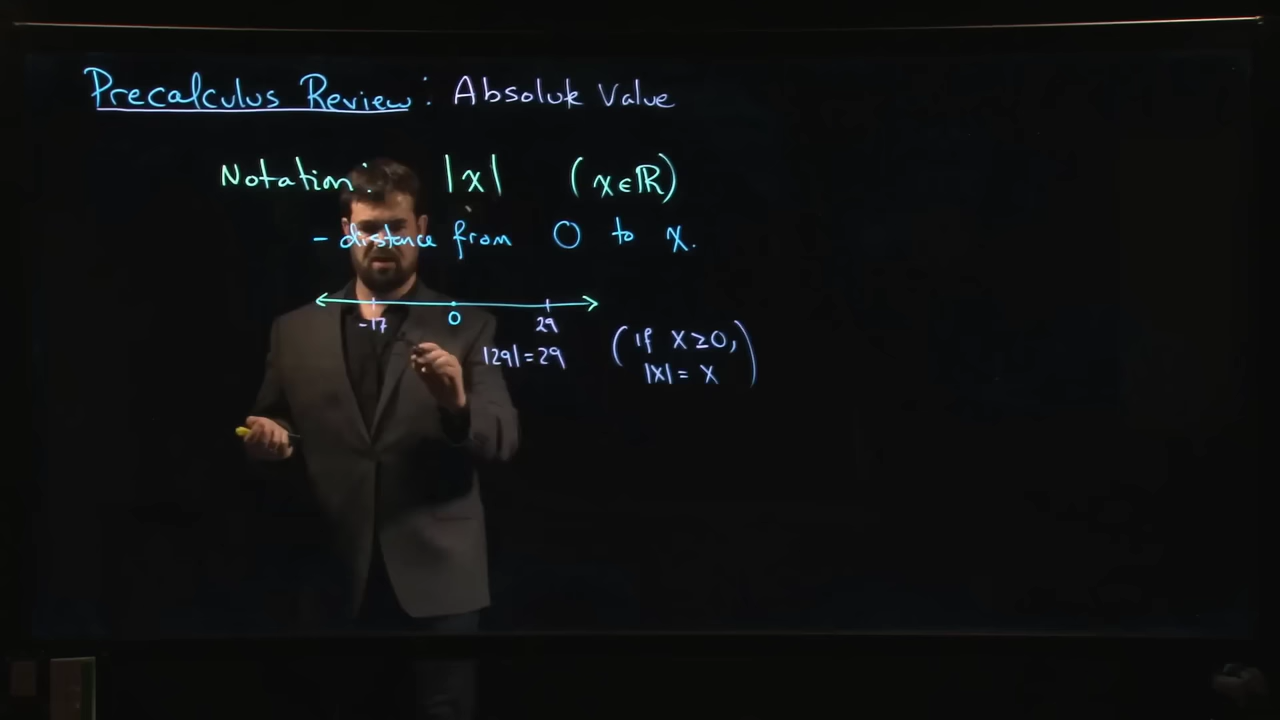 Precalculus Review: Absolute Value
Notation: |x| (x∈ℝ)
- distance from 0 to x.
-17 0 29
|29|=29
(if x≥0,
|x|= x)